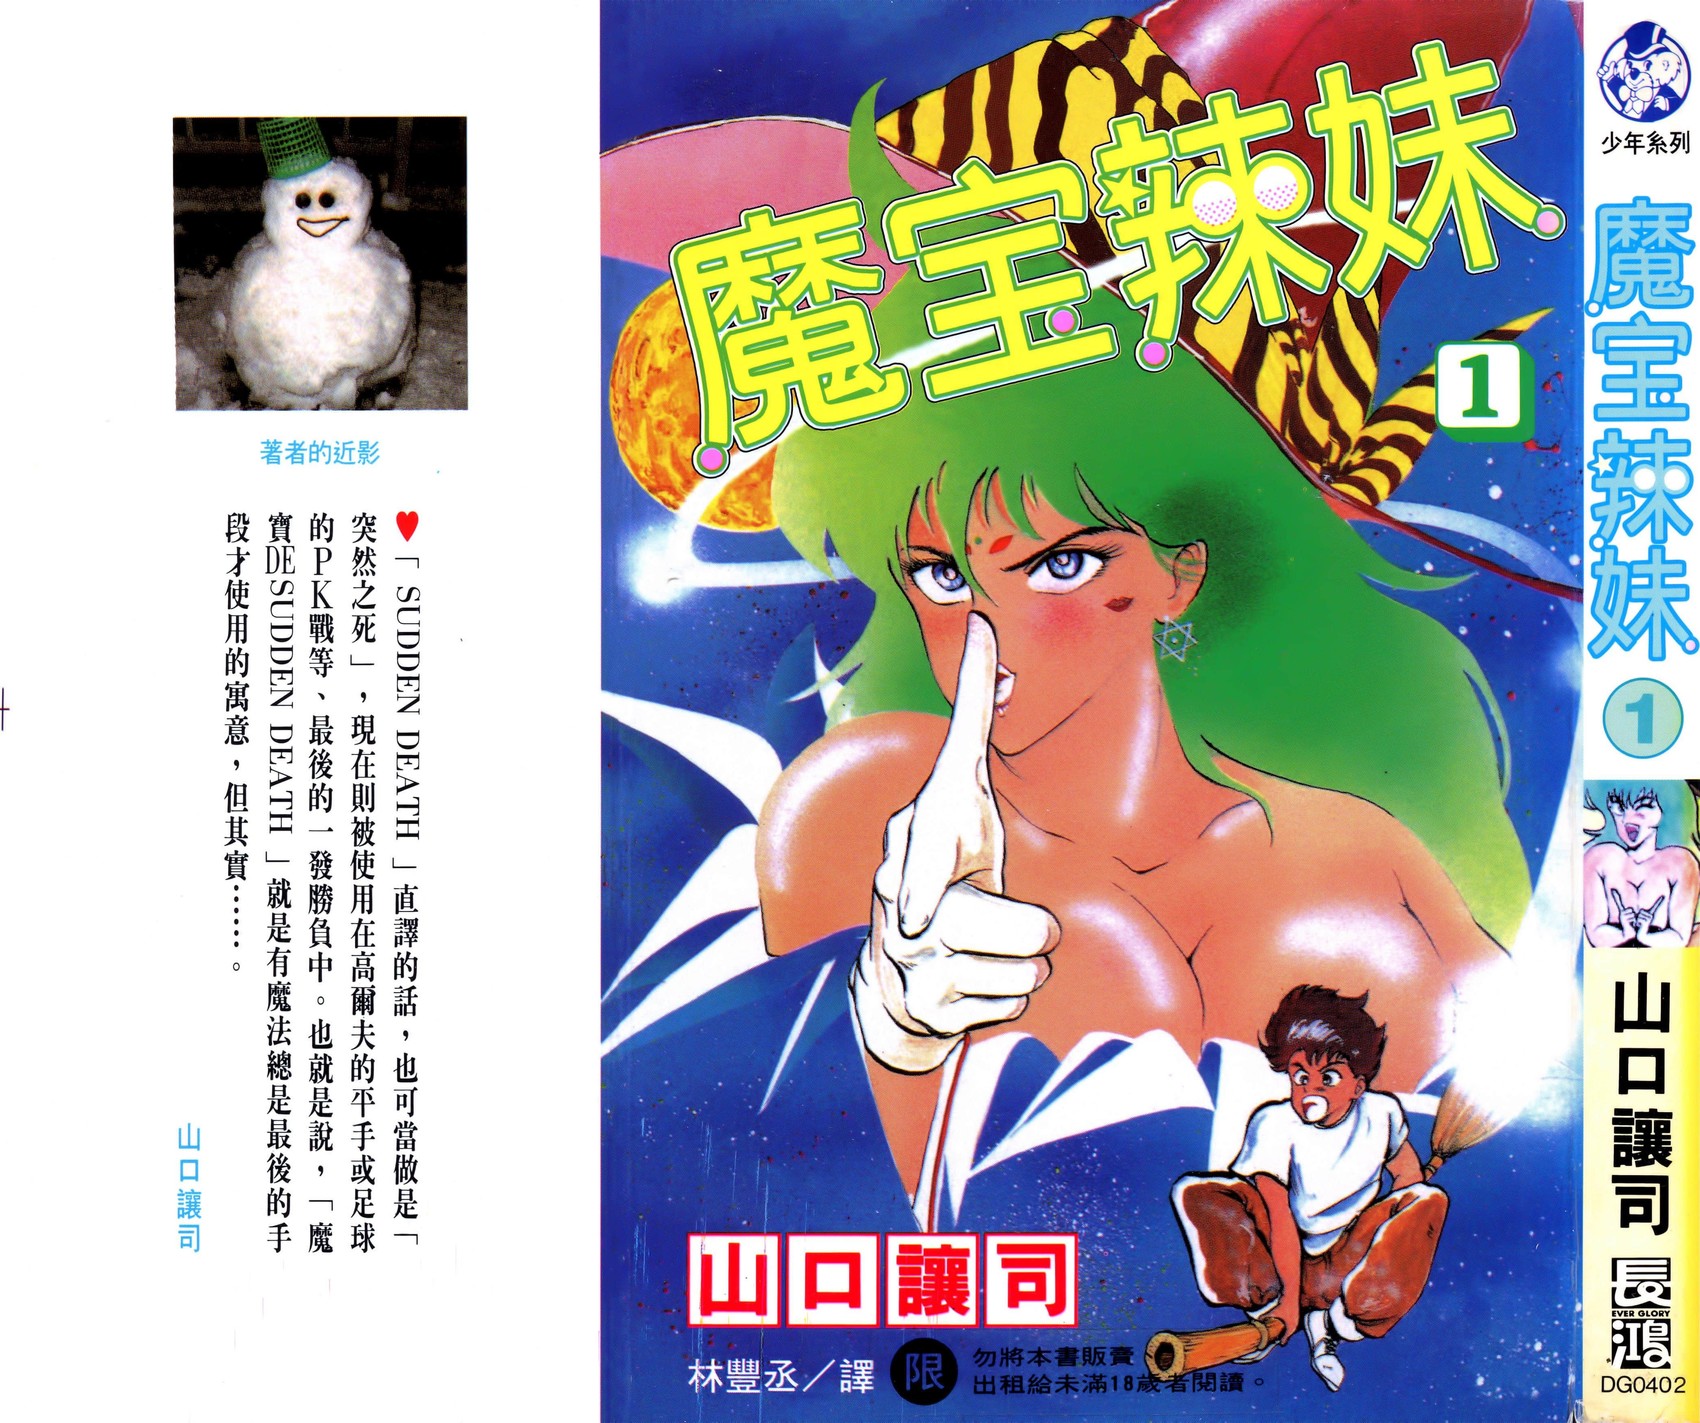 著者的近影
♥「SUDDEN DEATH」直譯的話，也可當做是「
突然之死」，現在則被使用在高爾夫的平手或足球
的ＰＫ戰等、最後的一發勝負中。也就是說，「魔
寶DE SUDDEN DEATH」就是有魔法總是最後的手
段才使用的寓意，但其實……。
山口讓司
魔宝辣妹
1
山口讓司
林豐丞／譯
限
勿將本書販賣
出租給未滿18歲者閱讀。
少年系列
魔宝辣妹
1
山口讓司
長鴻
EVER GLORY
DG0402